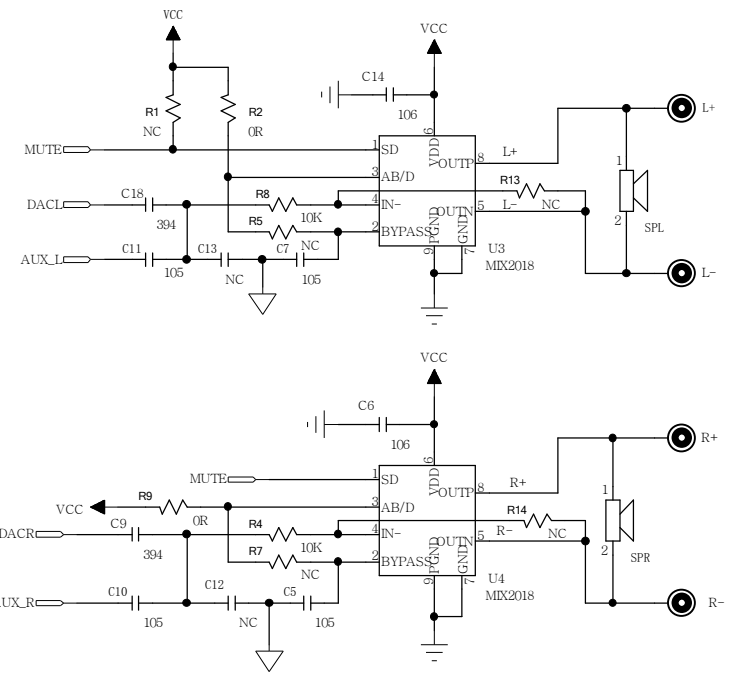 VCC
VCC
C14
106
R1
NC
R2
0R
L+
MUTE
1
SD
6
VDD
OUTP
8
L+
3
AB/D
R13
NC
1
C18
394
DACL
R8
10K
4
IN-
OUTN
5
L-
2
SPL
R5
NC
2
BYPASS
PGND
GND
9
7
U3
MIX2018
AUX_L
C11
105
C13
NC
C7
105
L-
VCC
C6
106
R+
MUTE
1
SD
6
VDD
OUTP
8
R+
VCC
R9
0R
3
AB/D
R14
NC
1
DACR
C9
394
R4
10K
4
IN-
OUTN
5
R-
2
SPR
R7
NC
2
BYPASS
PGND
GND
9
7
U4
MIX2018
UX_R
C10
105
C12
NC
C5
105
R-